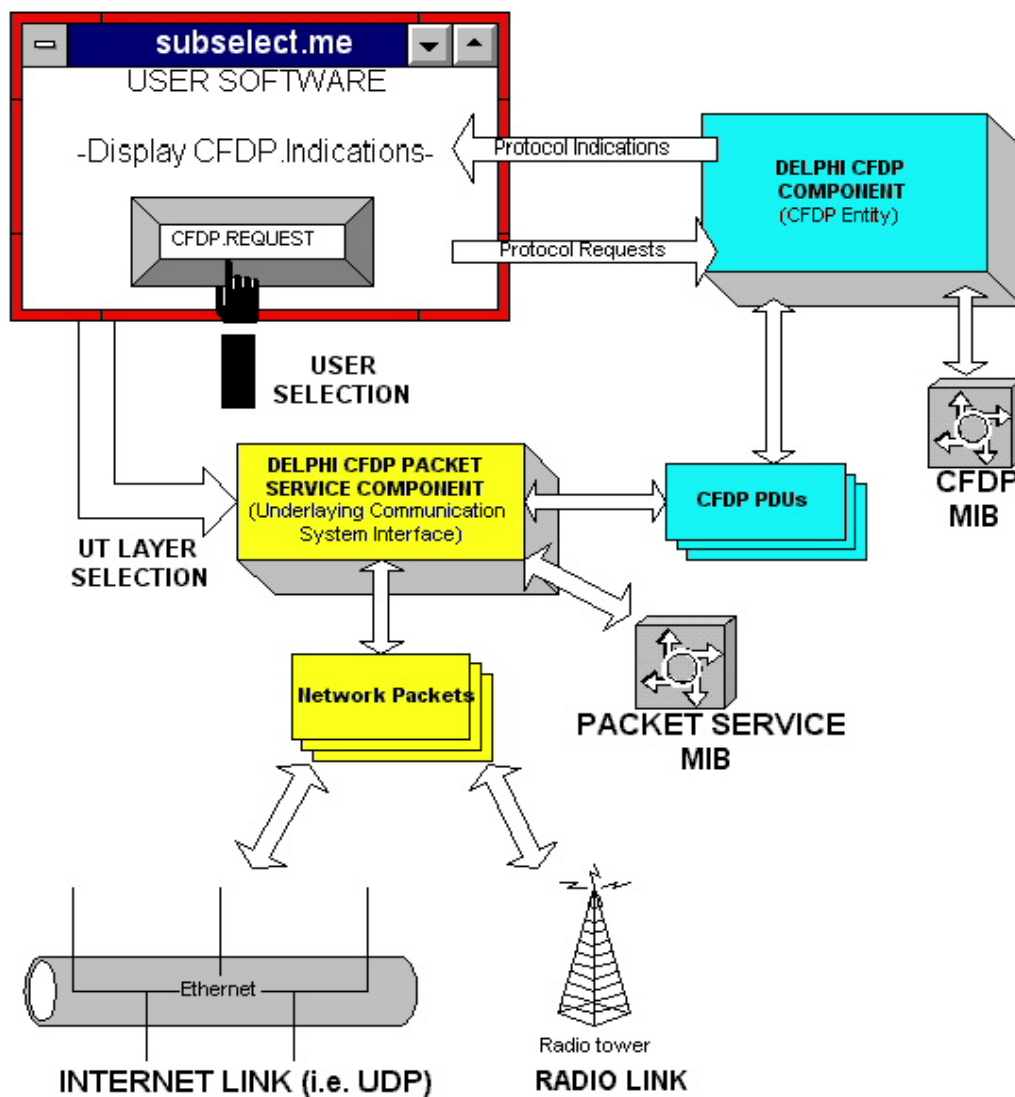 subselect.me
USER SOFTWARE
-Display CFDP.Indications-
CFDP.REQUEST
Protocol Indications
Protocol Requests
DELPHI CFDP
COMPONENT
(CFDP Entity)
USER
SELECTION
CFDP
MIB
DELPHI CFDP PACKET
SERVICE COMPONENT
(Underlaying Communication
System Interface)
CFDP PDUs
UT LAYER
SELECTION
Network Packets
PACKET SERVICE
MIB
Ethernet
INTERNET LINK (i.e. UDP)
Radio tower
RADIO LINK